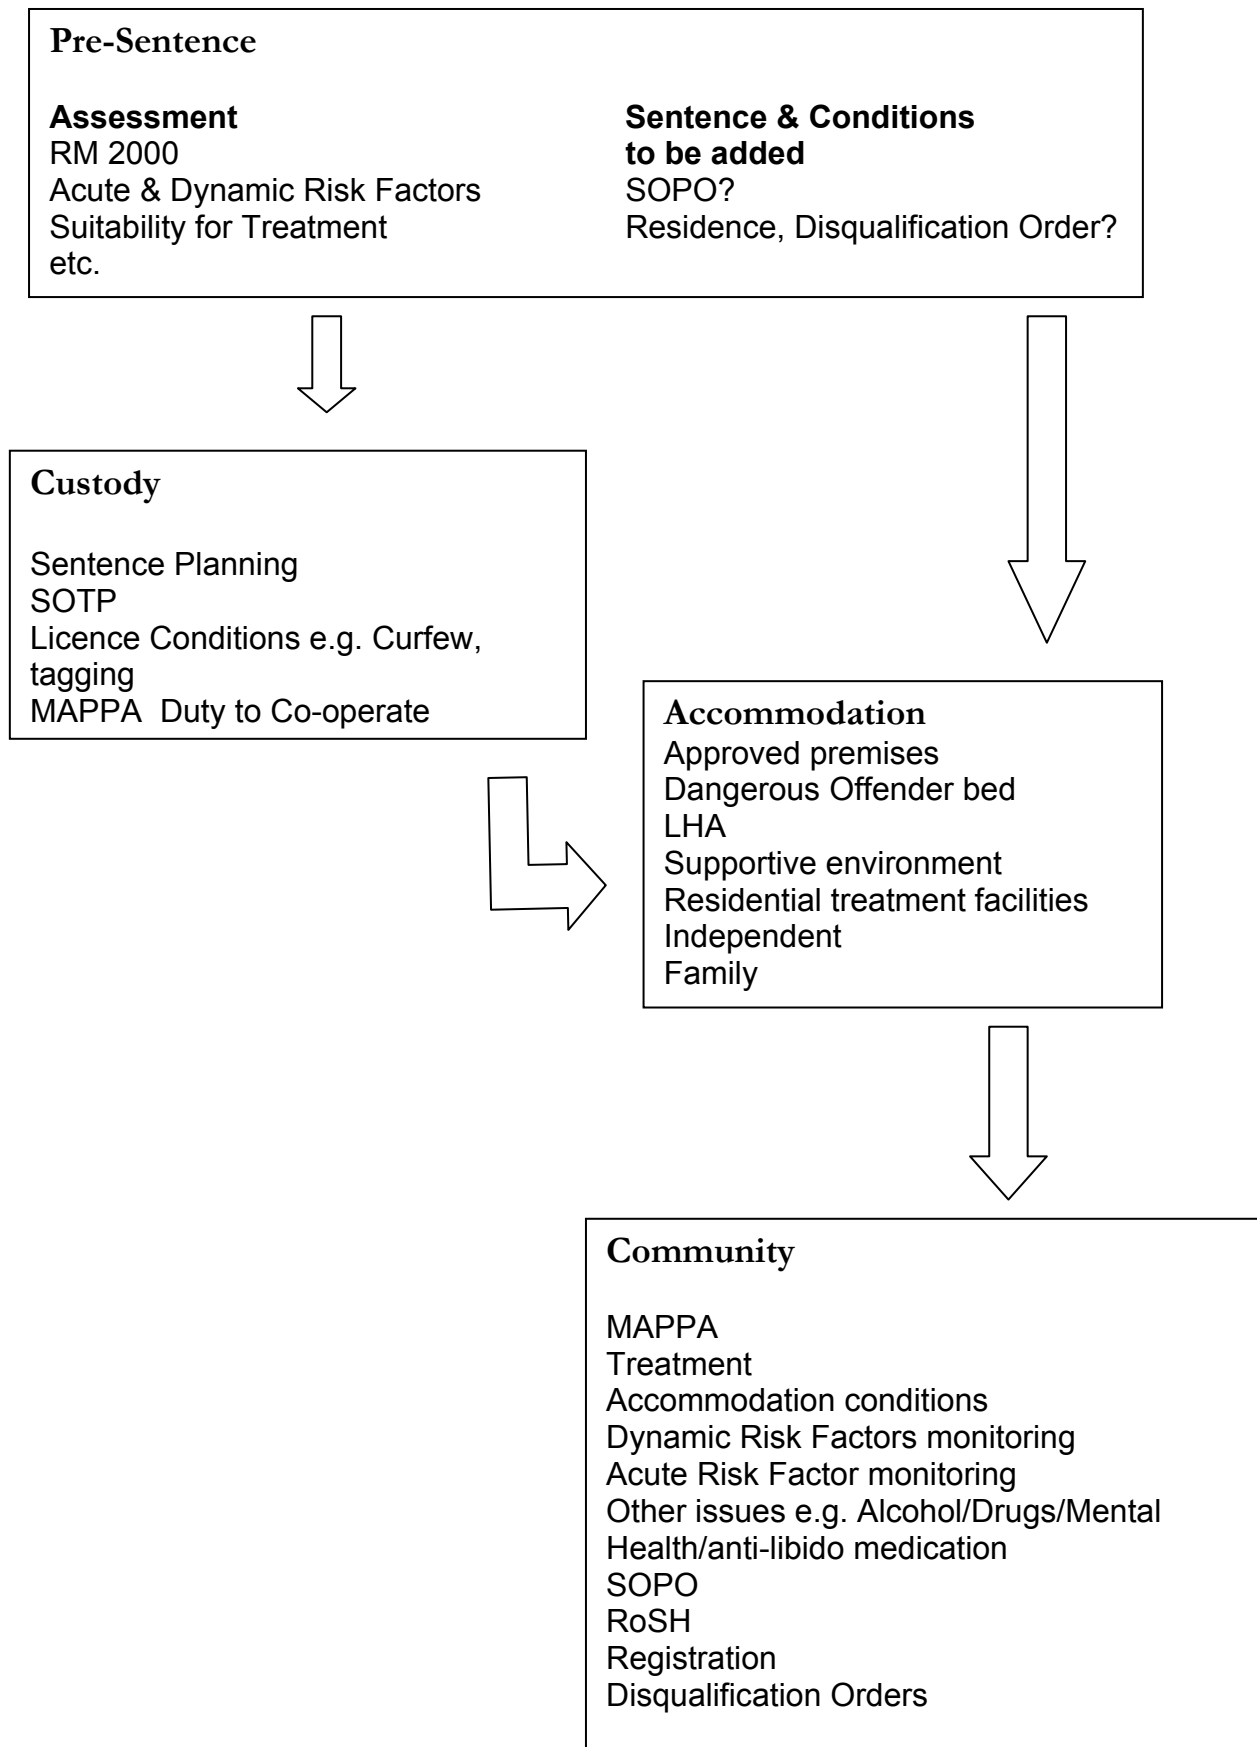 Pre-Sentence
Assessment
RM 2000
Acute & Dynamic Risk Factors
Suitability for Treatment
etc.
Sentence & Conditions
to be added
SOPO?
Residence, Disqualification Order?
Custody
Sentence Planning
SOTP
Licence Conditions e.g. Curfew,
tagging
MAPPA  Duty to Co-operate
Accommodation
Approved premises
Dangerous Offender bed
LHA
Supportive environment
Residential treatment facilities
Independent
Family
Community
MAPPA
Treatment
Accommodation conditions
Dynamic Risk Factors monitoring
Acute Risk Factor monitoring
Other issues e.g. Alcohol/Drugs/Mental
Health/anti-libido medication
SOPO
RoSH
Registration
Disqualification Orders